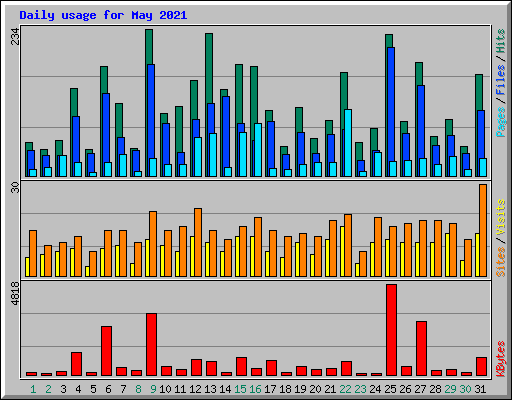 Daily usage for May 2021
234
Pages / Files / Hits
30
Sites / Visits
4818
KBytes
1 2 3 4 5 6 7 8 9 10 11 12 13 14 15 16 17 18 19 20 21 22 23 24 25 26 27 28 29 30 31